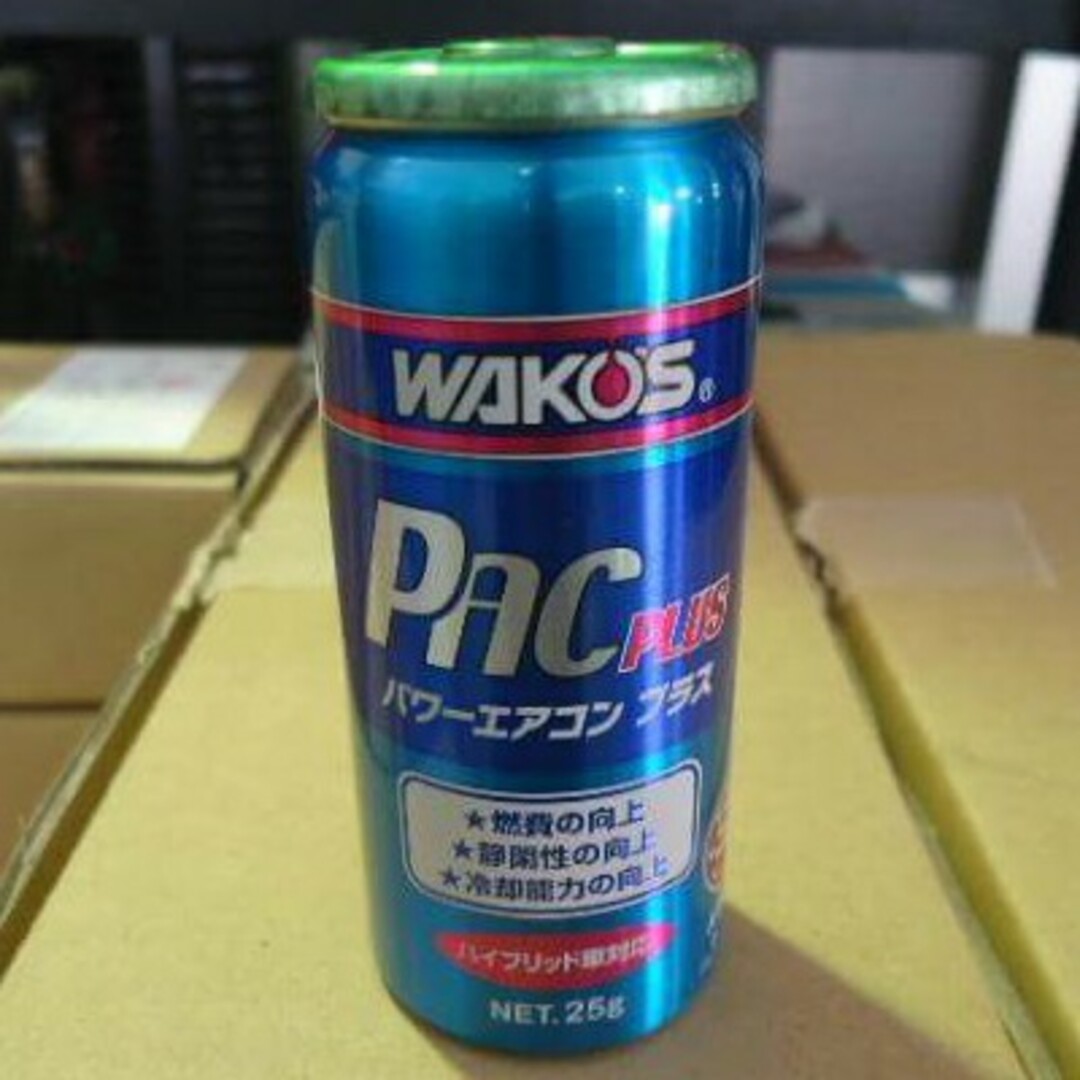 WAKO'S®
PAC PLUS
パワーエアコン プラス
★燃費の向上
★静閑性の向上
★冷却能力の向上
ハイブリッド車対応
NET. 25g